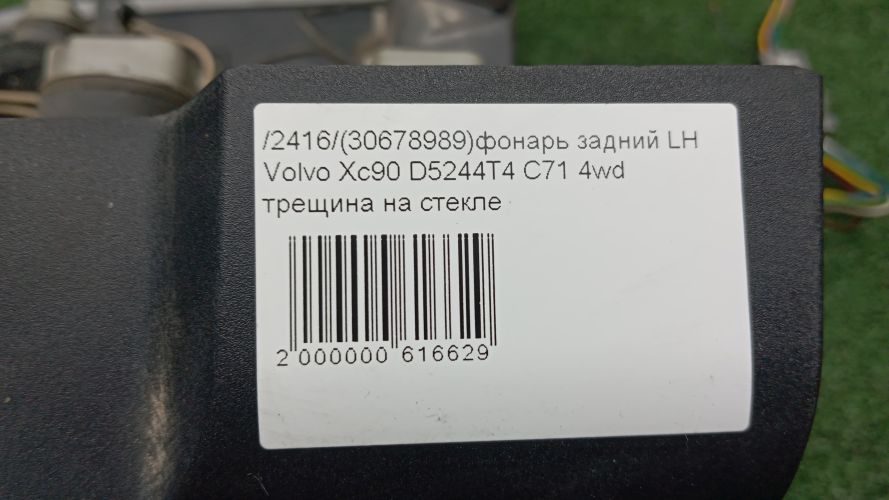 /2416/(30678989)фонарь задний LH
Volvo Xc90 D5244T4 C71 4wd
трещина на стекле
2 000000 616629